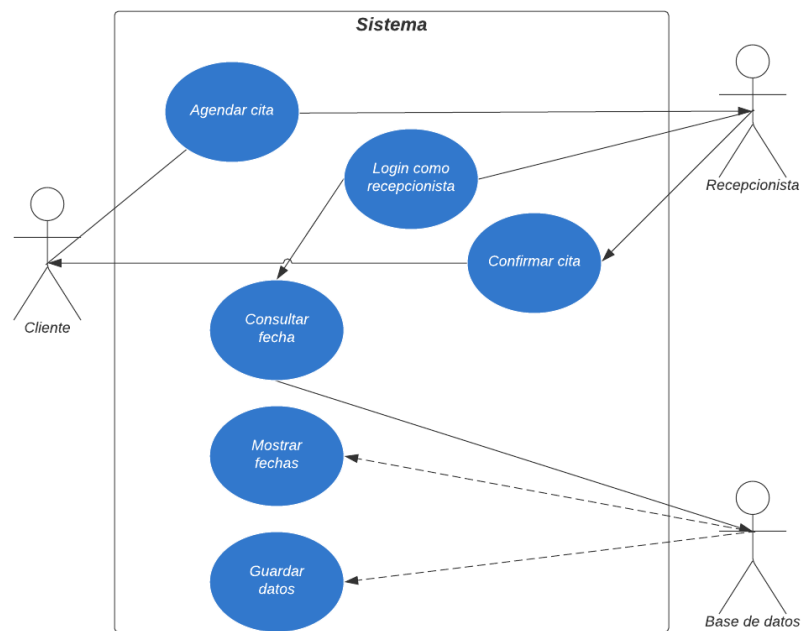 Sistema
Agendar cita
Login como
recepcionista
Recepcionista
Confirmar cita
Cliente
Consultar
fecha
Mostrar
fechas
Guardar
datos
Base de datos